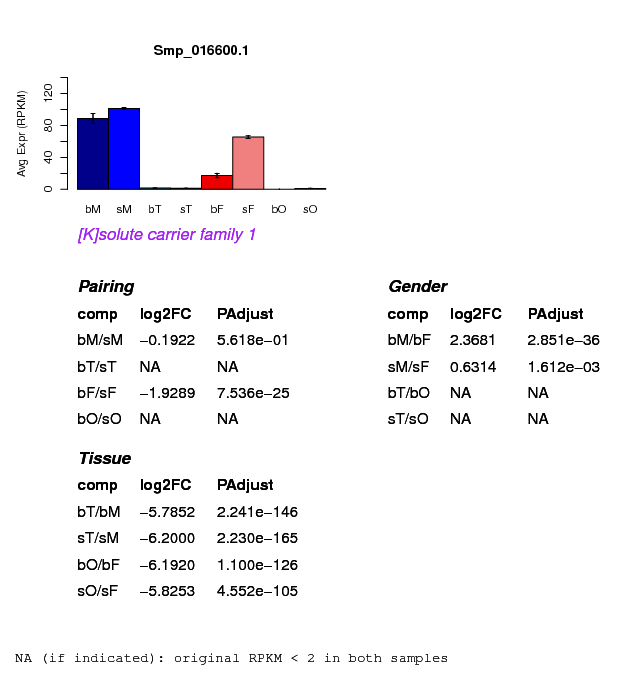 Smp_016600.1
Avg Expr (RPKM)
0 40 80 120
bM sM bT sT bF sF bO sO
[K]solute carrier family 1
Pairing
comp log2FC PAdjust
bM/sM −0.1922 5.618e−01
bT/sT NA NA
bF/sF −1.9289 7.536e−25
bO/sO NA NA
Gender
comp log2FC PAdjust
bM/bF 2.3681 2.851e−36
sM/sF 0.6314 1.612e−03
bT/bO NA NA
sT/sO NA NA
Tissue
comp log2FC PAdjust
bT/bM −5.7852 2.241e−146
sT/sM −6.2000 2.230e−165
bO/bF −6.1920 1.100e−126
sO/sF −5.8253 4.552e−105
NA (if indicated): original RPKM < 2 in both samples